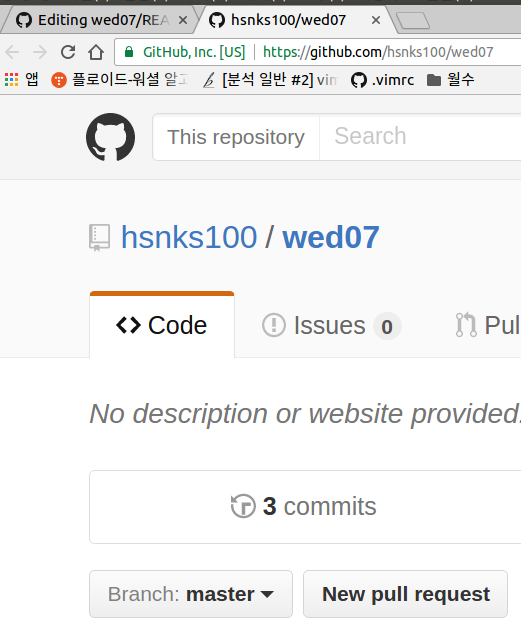 Editing wed07/REA
hsnks100/wed07
GitHub, Inc. [US] https://github.com/hsnks100/wed07
앱 플로이드-워셜 알고 [분석 일반 #2] vim .vimrc 월수
This repository Search
hsnks100 / wed07
Code Issues 0 Pul
No description or website provided.
3 commits
Branch: master New pull request